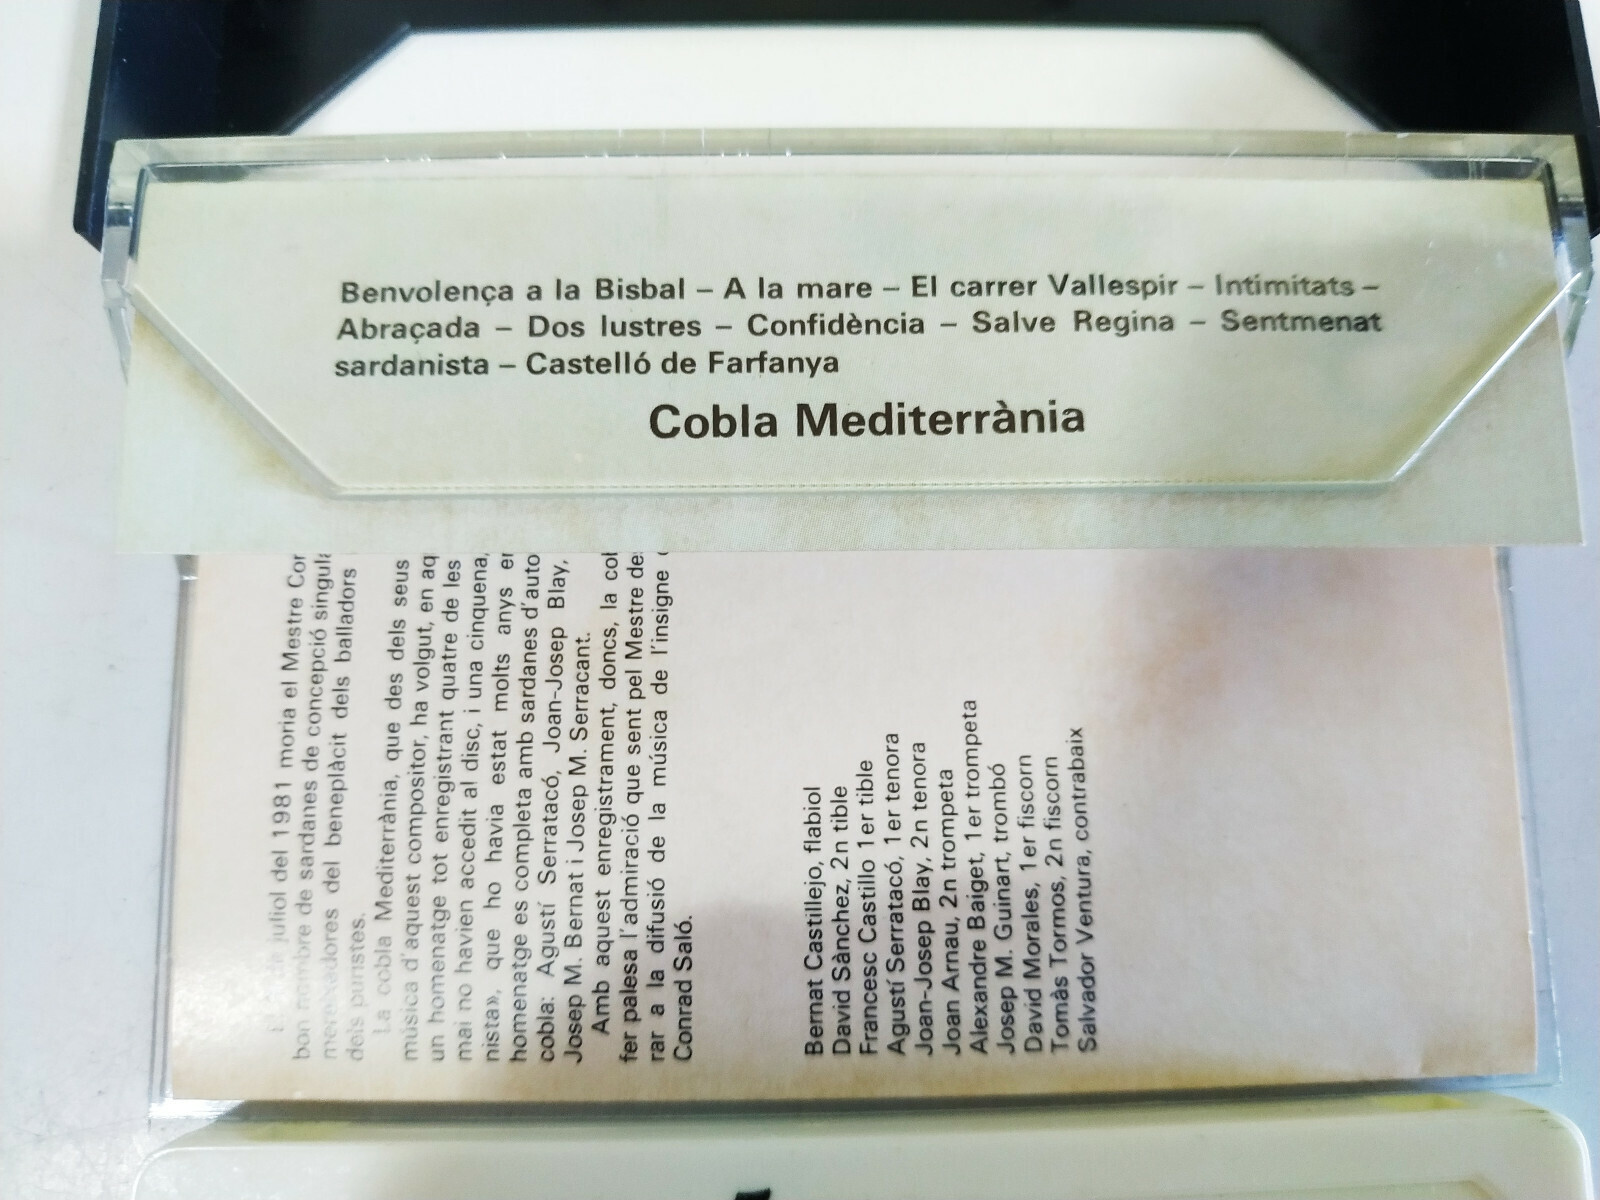 Benvolença a la Bisbal – A la mare – El carrer Vallespir – Intimitats –
Abraçada – Dos lustres – Confidència – Salve Regina – Sentmenat
sardanista – Castelló de Farfanya
Cobla Mediterrània
juliol del 1981 moria el Mestre Con
bon nombre de sardanes de concepció singula
mereixedores del beneplàcit dels balladors
dels puristes.
La cobla Mediterrània, que des dels seus
música d'aquest compositor, ha volgut, en aq
un homenatge tot enregistrant quatre de les
mai no havien accedit al disc, i una cinquena,
nista», que ho havia estat molts anys en
homenatge es completa amb sardanes d'auto
cobla: Agustí Serratacó, Joan-Josep Blay,
Josep M. Bernat i Josep M. Serracant.
Amb aquest enregistrament, doncs, la cob
fer palesa l'admiració que sent pel Mestre de
rar a la difusió de la música de l'insigne
Conrad Saló.
Bernat Castillejo, flabiol
David Sànchez, 2n tible
Francesc Castillo 1er tible
Agustí Serratacó, 1er tenora
Joan-Josep Blay, 2n tenora
Joan Arnau, 2n trompeta
Alexandre Baiget, 1er trompeta
Josep M. Guinart, trombó
David Morales, 1er fiscorn
Tomàs Tormos, 2n fiscorn
Salvador Ventura, contrabaix